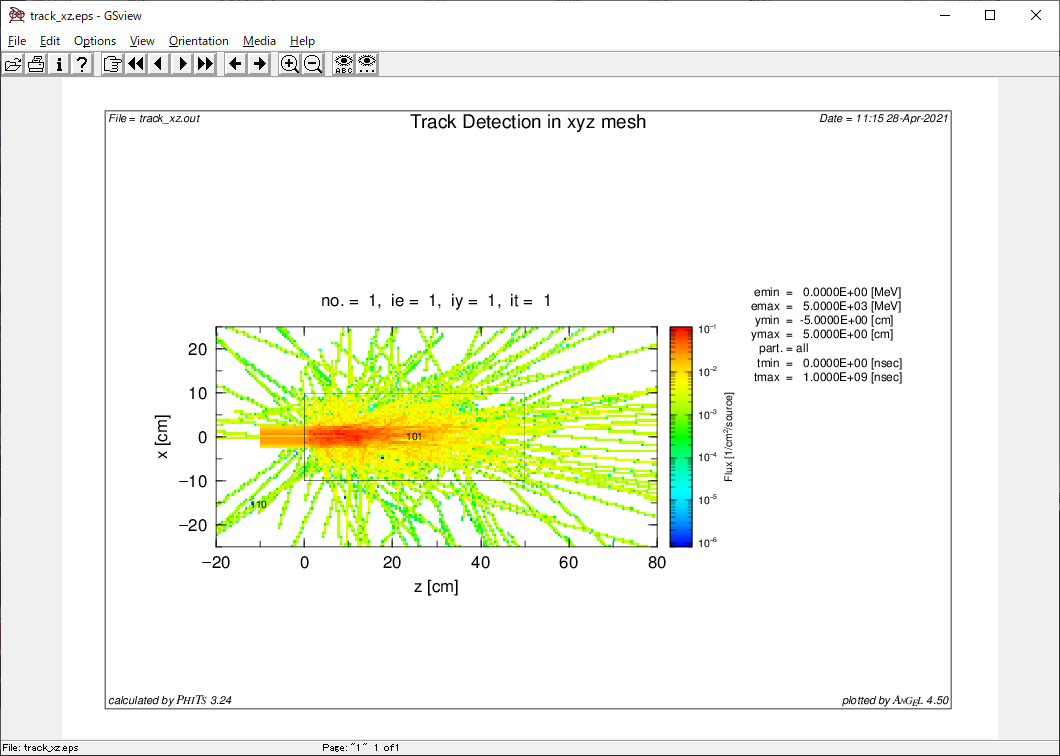 track_xz.eps - GSview
File Edit Options View Orientation Media Help
ABC
File = track_xz.out
Track Detection in xyz mesh
Date = 11:15 28-Apr-2021
no. = 1, ie = 1, iy = 1, it = 1
emin = 0.0000E+00 [MeV]
emax = 5.0000E+03 [MeV]
ymin = -5.0000E+00 [cm]
ymax = 5.0000E+00 [cm]
part. = all
tmin = 0.0000E+00 [nsec]
tmax = 1.0000E+09 [nsec]
20
10
0
−10
−20
x [cm]
101
110
−20 0 20 40 60 80
z [cm]
10⁻¹
10⁻²
10⁻³
10⁻⁴
10⁻⁵
10⁻⁶
Flux [1/cm²/source]
calculated by PHITS 3.24
plotted by ANGEL 4.50
File: track_xz.eps Page: "1" 1 of 1